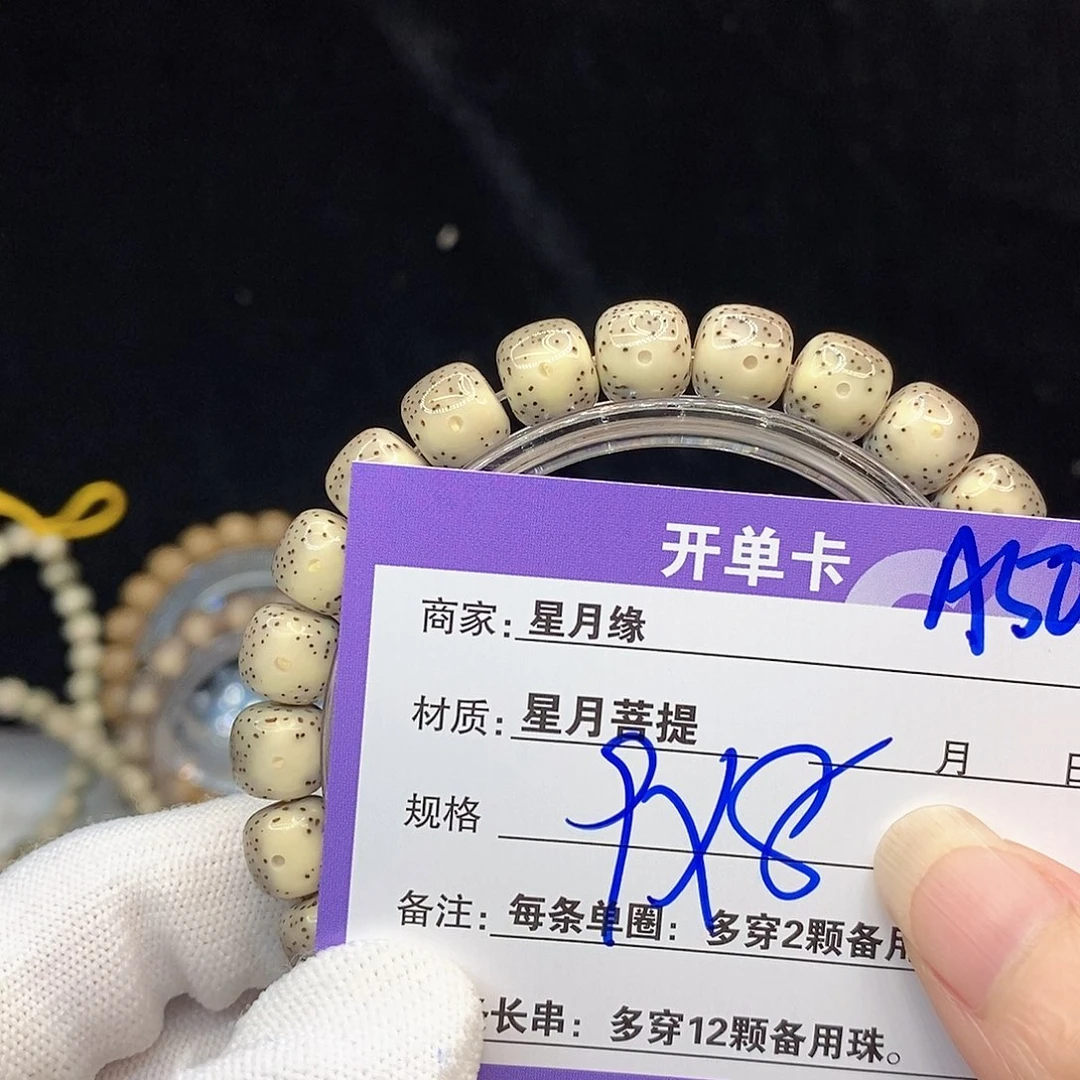 开单卡
A50
商家：星月缘
材质：星月菩提
月 日
规格 9X8
备注：每条单圈：多穿2颗备用
长串：多穿12颗备用珠。